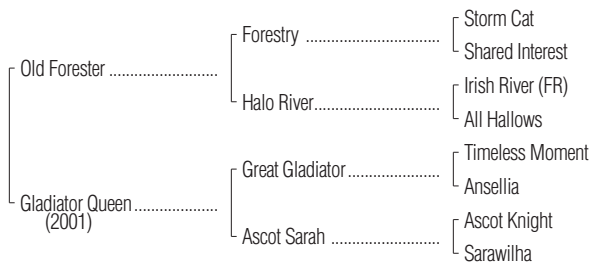 Storm Cat
Forestry
Shared Interest
Old Forester
Irish River (FR)
Halo River
All Hallows
Timeless Moment
Great Gladiator
Ansellia
Gladiator Queen
(2001)
Ascot Knight
Ascot Sarah
Sarawilha